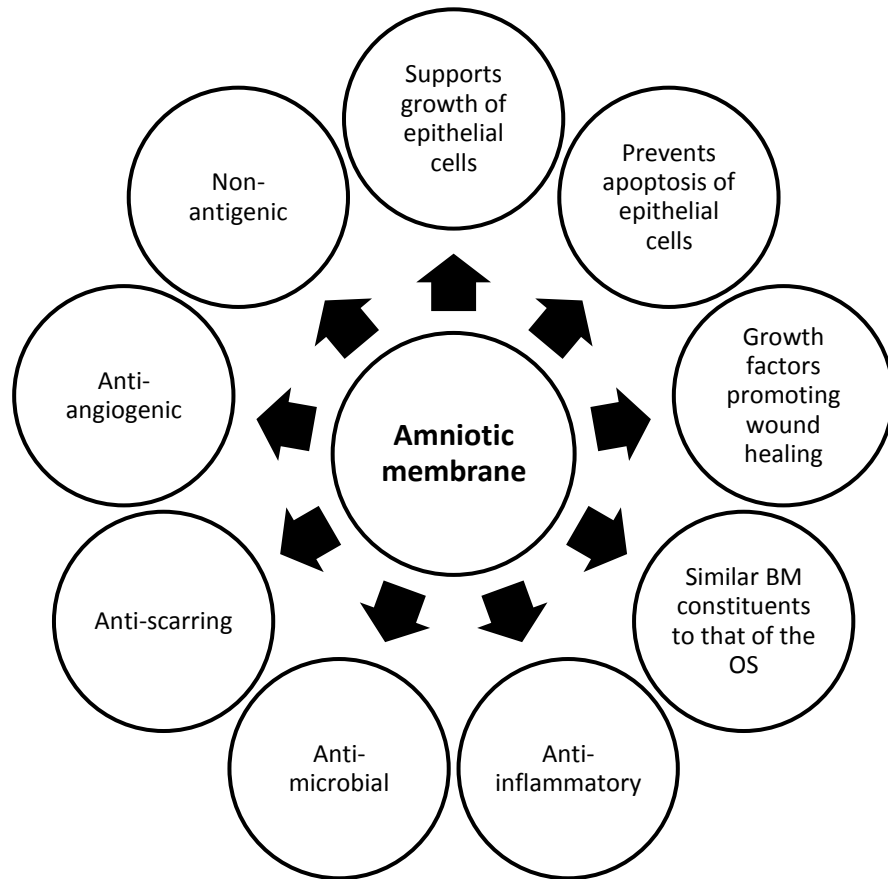 Supports
growth of
epithelial
cells
Prevents
apoptosis of
epithelial
cells
Growth
factors
promoting
wound
healing
Similar BM
constituents
to that of the
OS
Anti-
inflammatory
Anti-
microbial
Anti-scarring
Anti-
angiogenic
Non-
antigenic
Amniotic
membrane